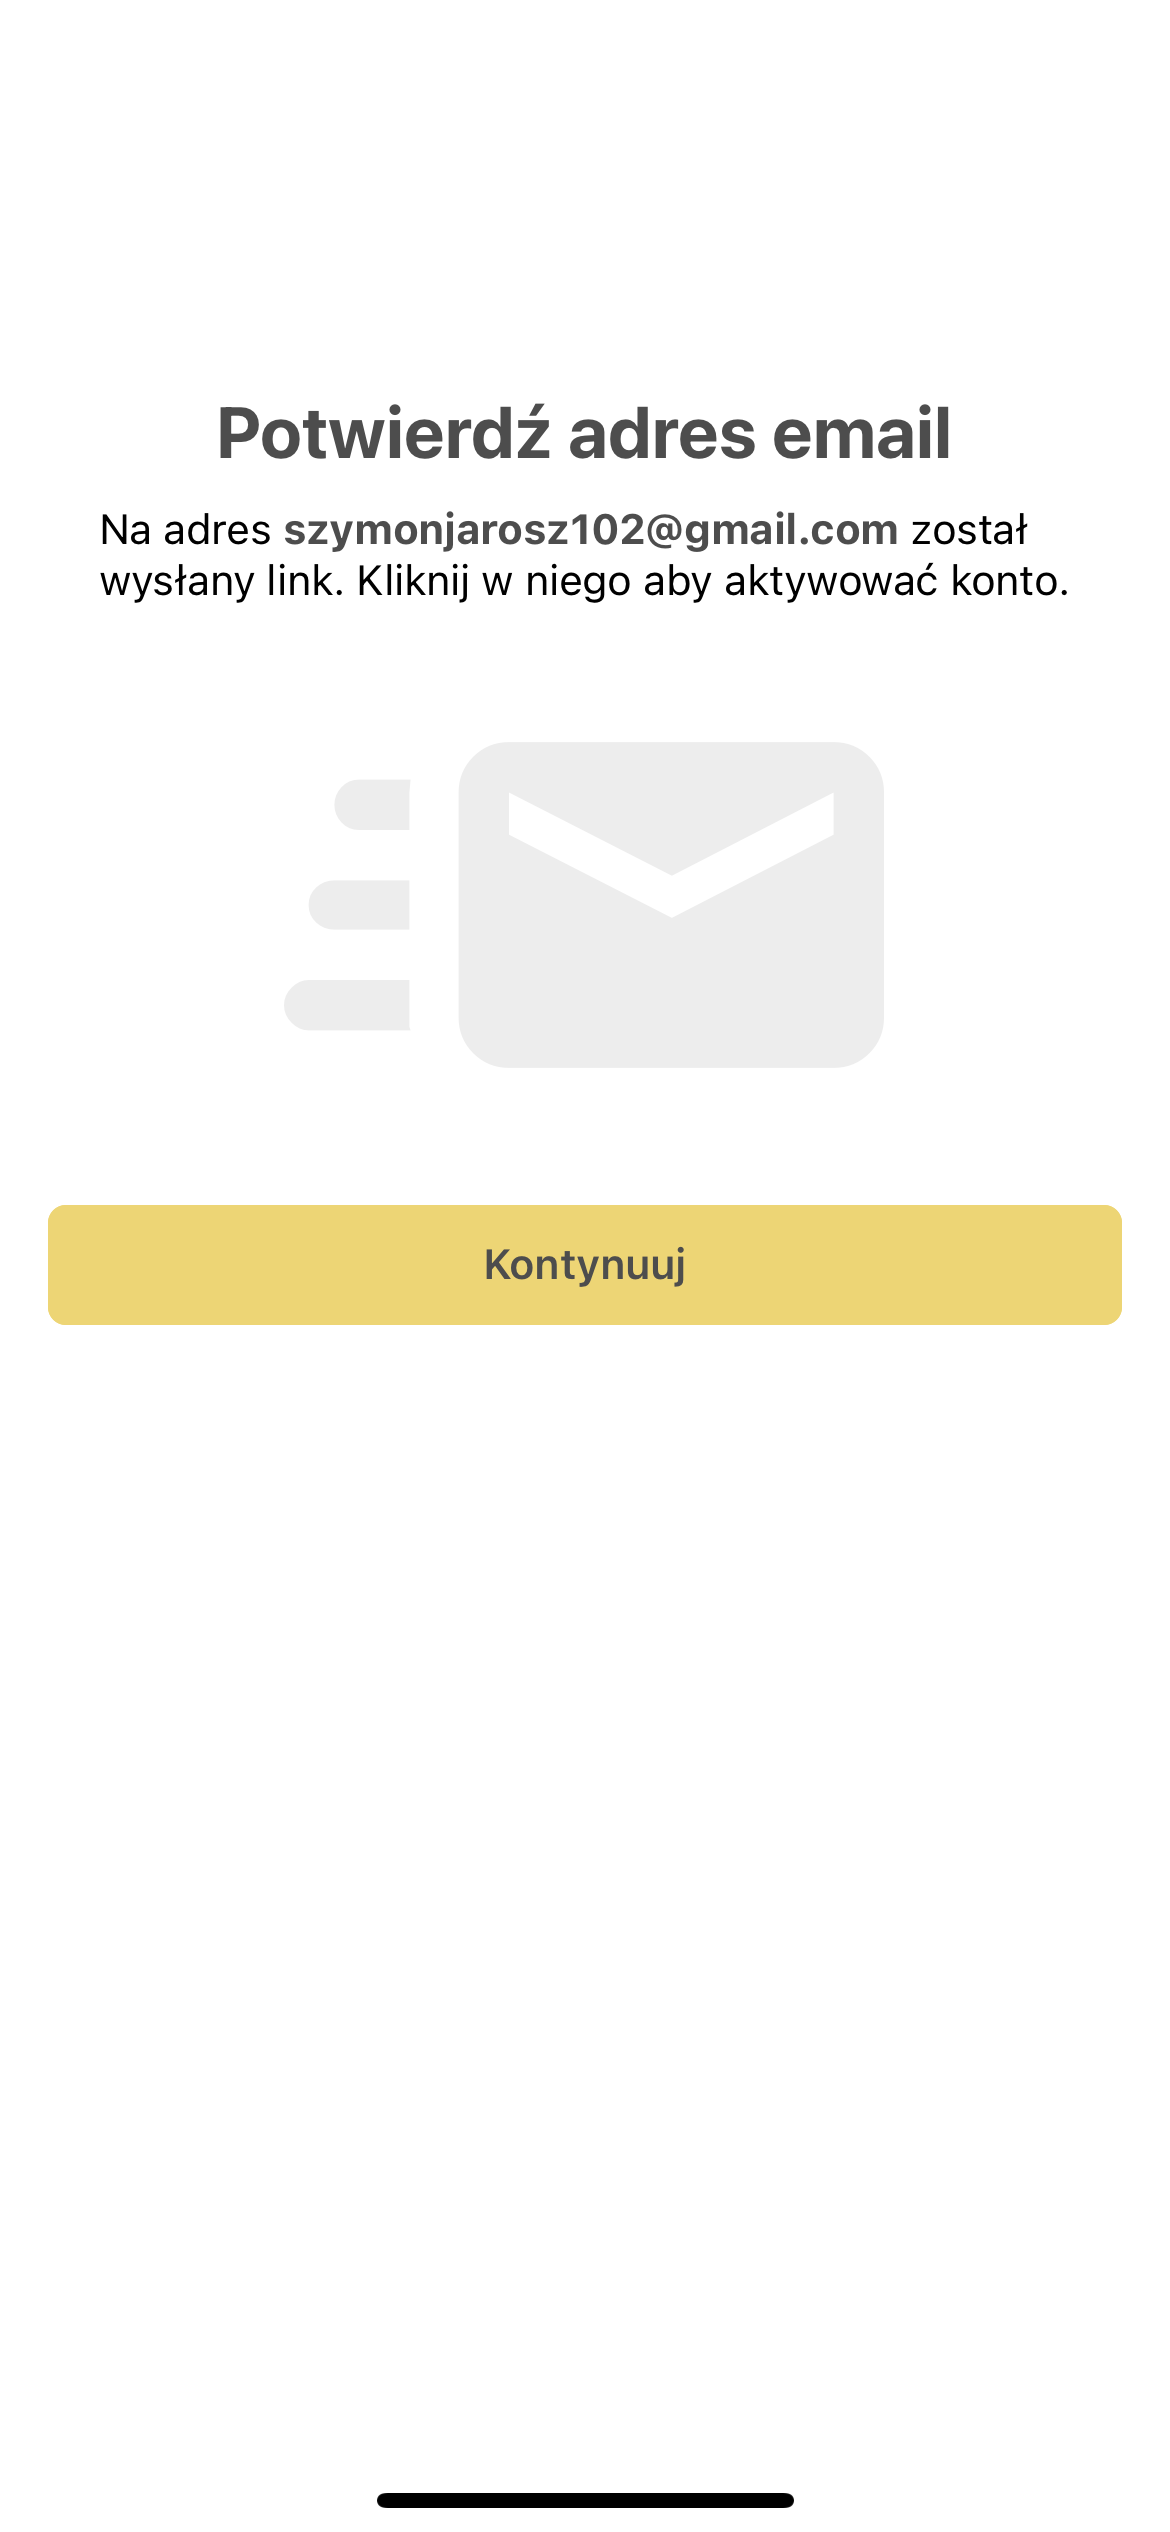 Potwierdź adres email
Na adres szymonjarosz102@gmail.com został
wysłany link. Kliknij w niego aby aktywować konto.
Kontynuuj